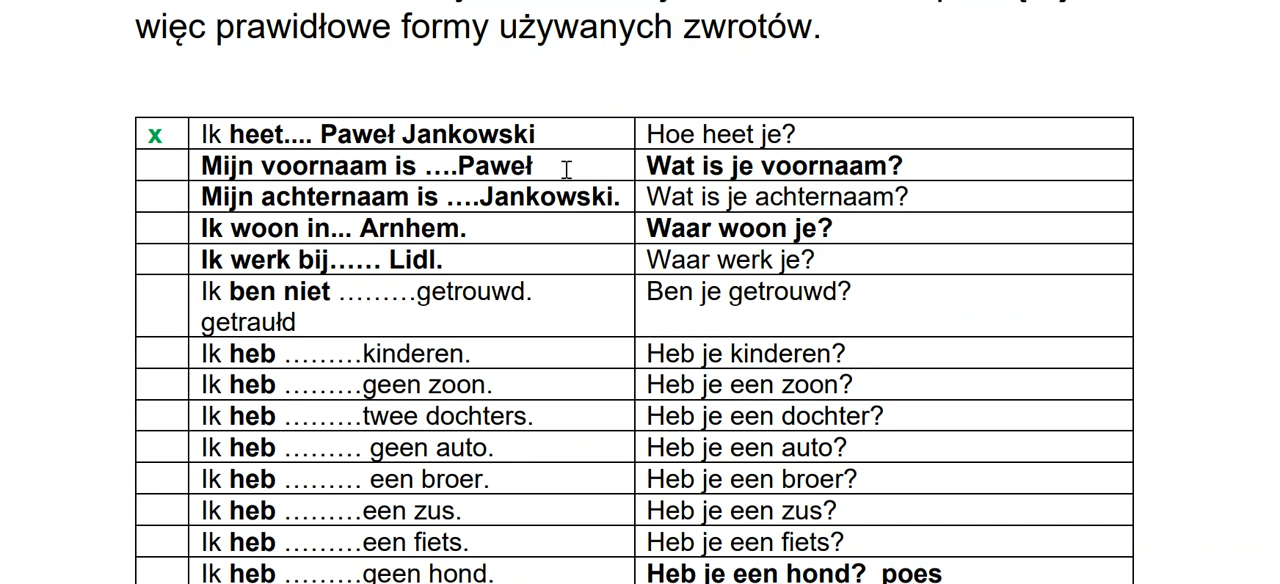 więc prawidłowe formy używanych zwrotów.
x Ik heet.... Paweł Jankowski Hoe heet je?
Mijn voornaam is ….Paweł Wat is je voornaam?
Mijn achternaam is ….Jankowski. Wat is je achternaam?
Ik woon in... Arnhem. Waar woon je?
Ik werk bij…… Lidl. Waar werk je?
Ik ben niet ………getrouwd. Ben je getrouwd?
getraułd
Ik heb ………kinderen. Heb je kinderen?
Ik heb ………geen zoon. Heb je een zoon?
Ik heb ………twee dochters. Heb je een dochter?
Ik heb ……… geen auto. Heb je een auto?
Ik heb ……… een broer. Heb je een broer?
Ik heb ………een zus. Heb je een zus?
Ik heb ………een fiets. Heb je een fiets?
Ik heb ………geen hond. Heb je een hond? poes